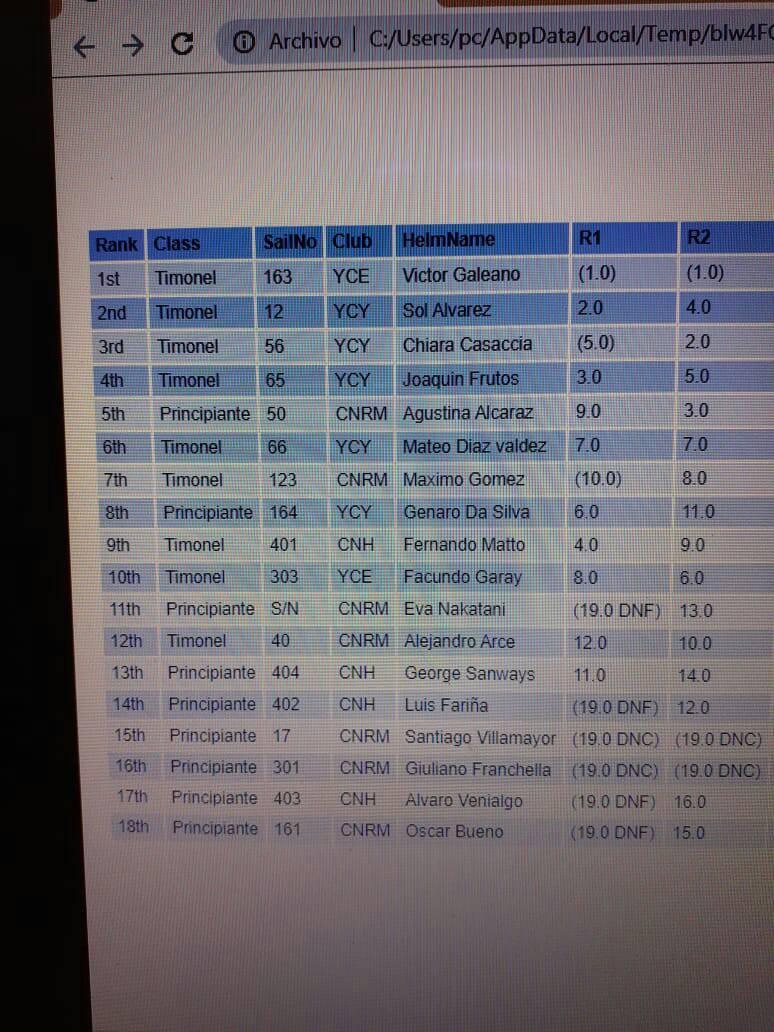 Archivo | C:/Users/pc/AppData/Local/Temp/blw4F
Rank Class SailNo Club HelmName R1 R2
1st Timonel 163 YCE Victor Galeano (1.0) (1.0)
2nd Timonel 12 YCY Sol Alvarez 2.0 4.0
3rd Timonel 56 YCY Chiara Casaccia (5.0) 2.0
4th Timonel 65 YCY Joaquin Frutos 3.0 5.0
5th Principiante 50 CNRM Agustina Alcaraz 9.0 3.0
6th Timonel 66 YCY Mateo Diaz valdez 7.0 7.0
7th Timonel 123 CNRM Maximo Gomez (10.0) 8.0
8th Principiante 164 YCY Genaro Da Silva 6.0 11.0
9th Timonel 401 CNH Fernando Matto 4.0 9.0
10th Timonel 303 YCE Facundo Garay 8.0 6.0
11th Principiante S/N CNRM Eva Nakatani (19.0 DNF) 13.0
12th Timonel 40 CNRM Alejandro Arce 12.0 10.0
13th Principiante 404 CNH George Sanways 11.0 14.0
14th Principiante 402 CNH Luis Fariña (19.0 DNF) 12.0
15th Principiante 17 CNRM Santiago Villamayor (19.0 DNC) (19.0 DNC)
16th Principiante 301 CNRM Giuliano Franchella (19.0 DNC) (19.0 DNC)
17th Principiante 403 CNH Alvaro Venialgo (19.0 DNF) 16.0
18th Principiante 161 CNRM Oscar Bueno (19.0 DNF) 15.0